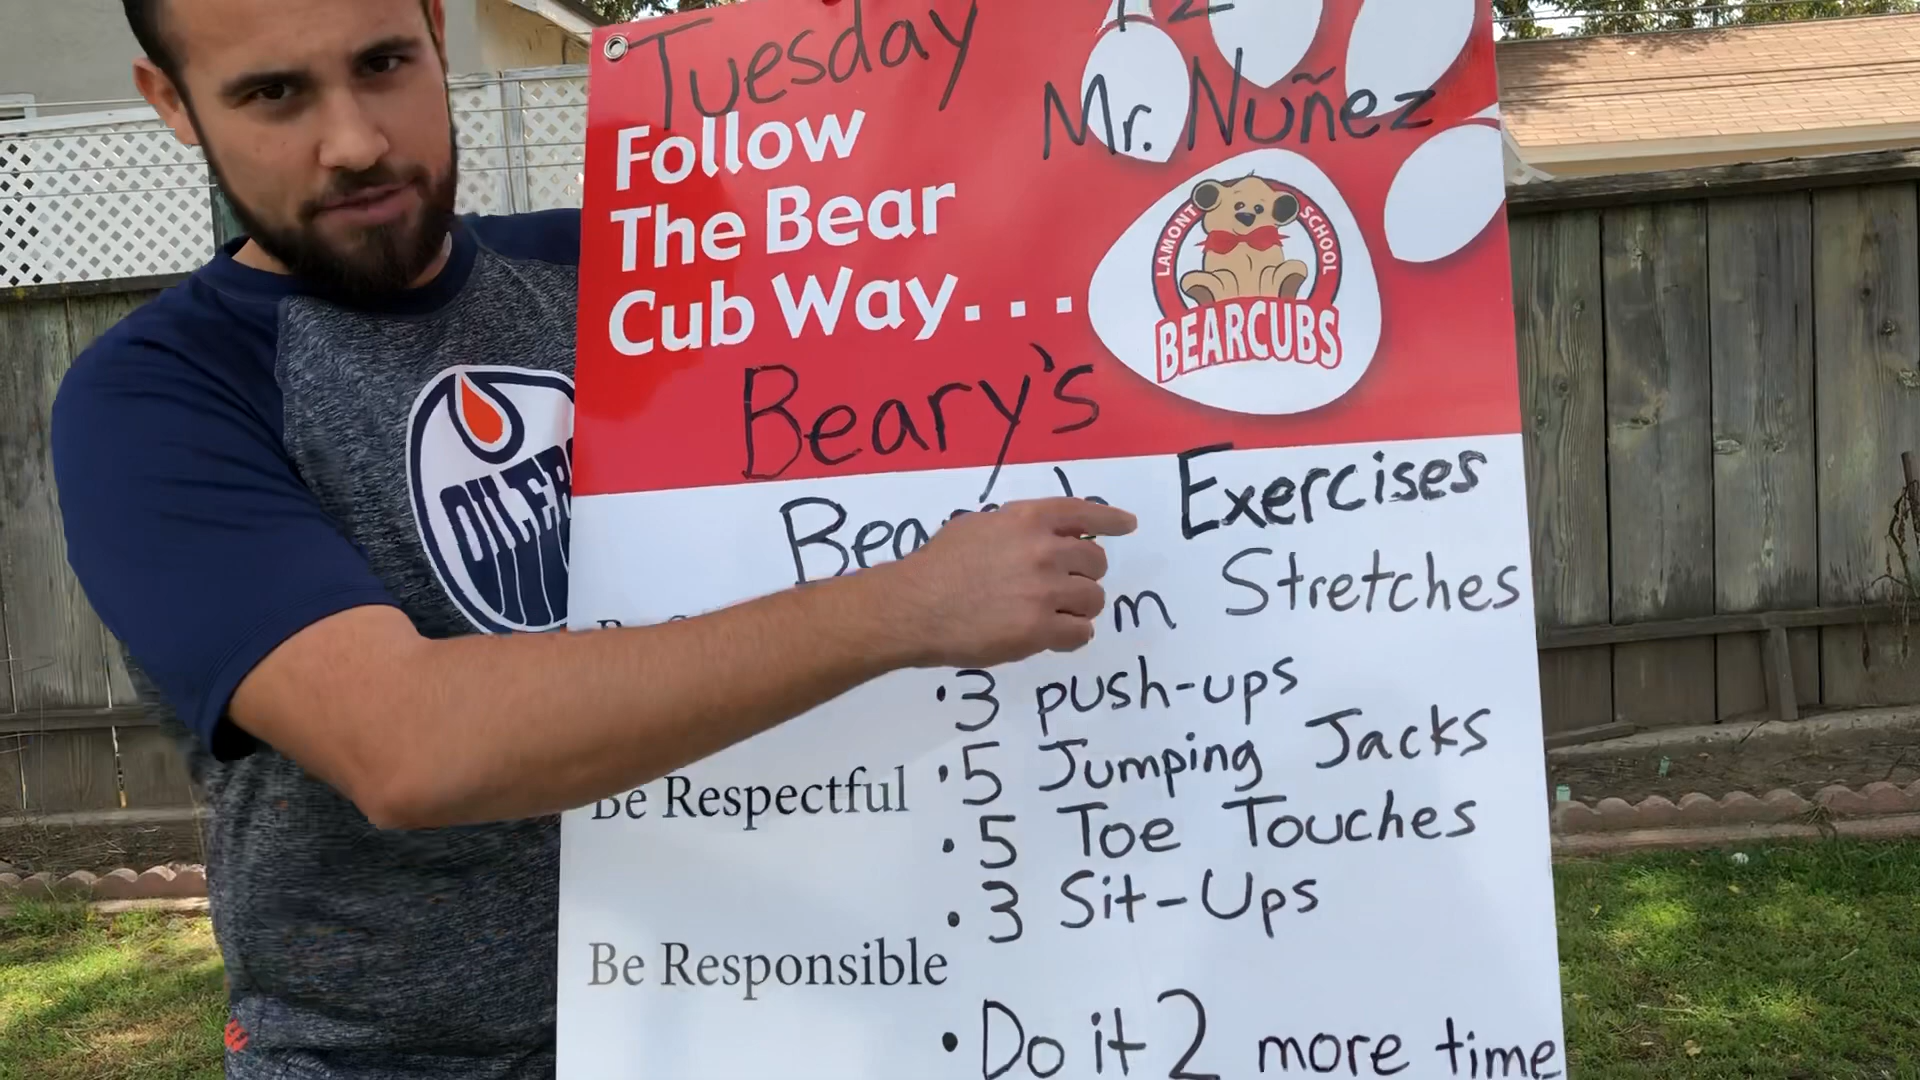 Tuesday
Mr. Nuñez
Follow
The Bear
Cub Way...
LAMONT SCHOOL
BEARCUBS
Beary's
Exercises
Stretches
•3 push-ups
•5 Jumping Jacks
Be Respectful
•5 Toe Touches
•3 Sit-Ups
Be Responsible
•Do it 2 more time
OILER